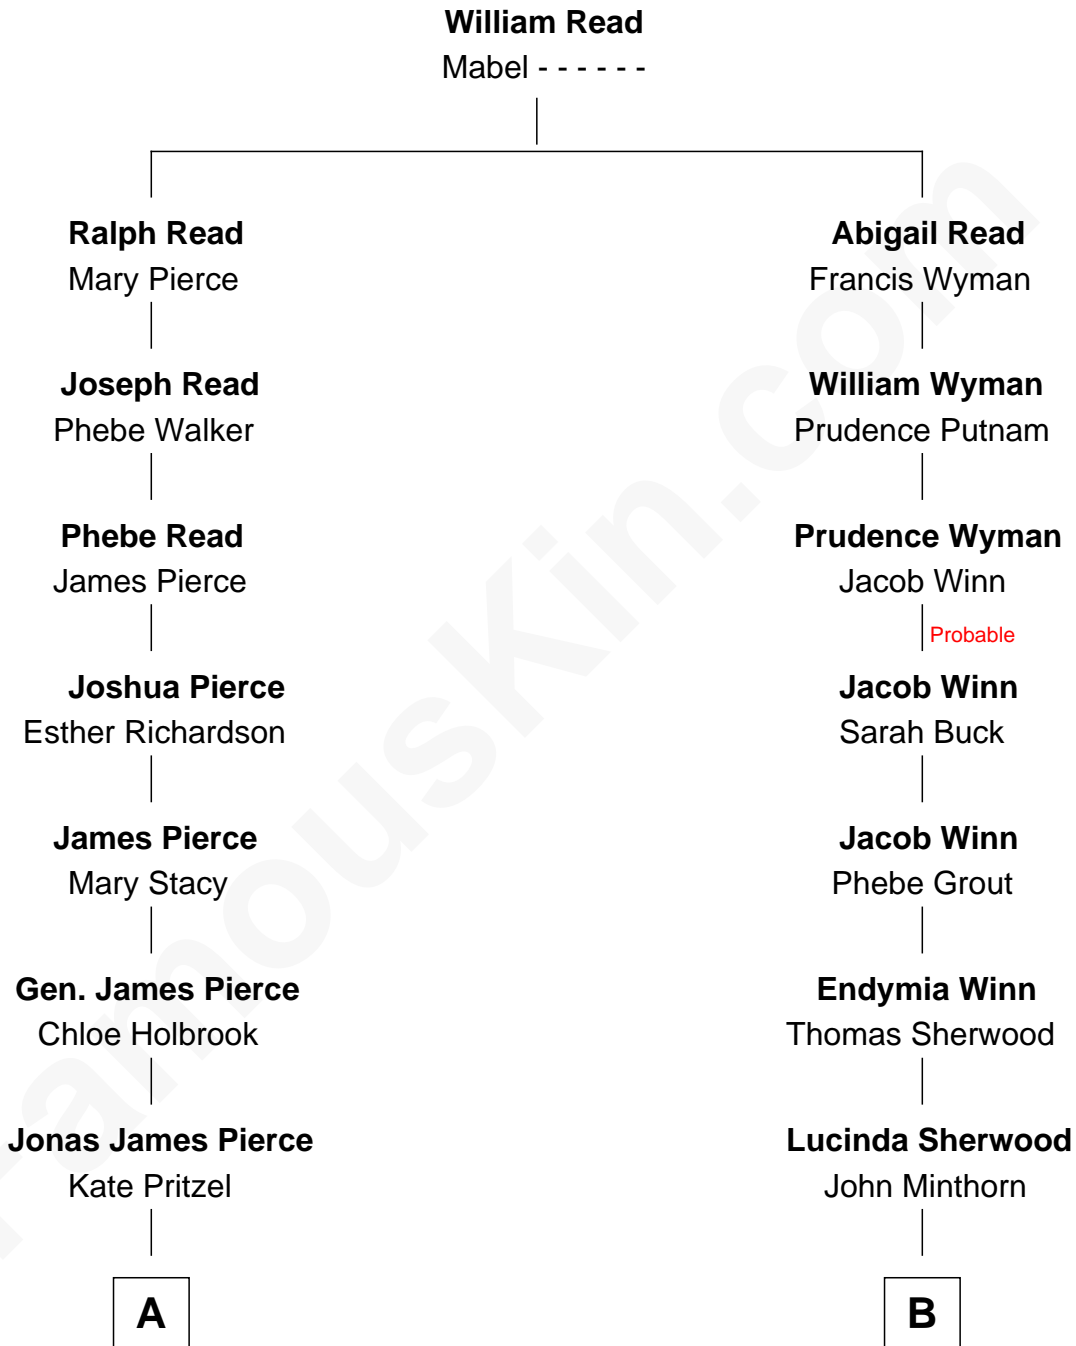 William Read
Mabel - - - - - -
Ralph Read
Mary Pierce
Abigail Read
Francis Wyman
Joseph Read
Phebe Walker
William Wyman
Prudence Putnam
Phebe Read
James Pierce
Prudence Wyman
Jacob Winn
Probable
Joshua Pierce
Esther Richardson
Jacob Winn
Sarah Buck
James Pierce
Mary Stacy
Jacob Winn
Phebe Grout
Gen. James Pierce
Chloe Holbrook
Endymia Winn
Thomas Sherwood
Jonas James Pierce
Kate Pritzel
Lucinda Sherwood
John Minthorn
A
B
FamousKin.com